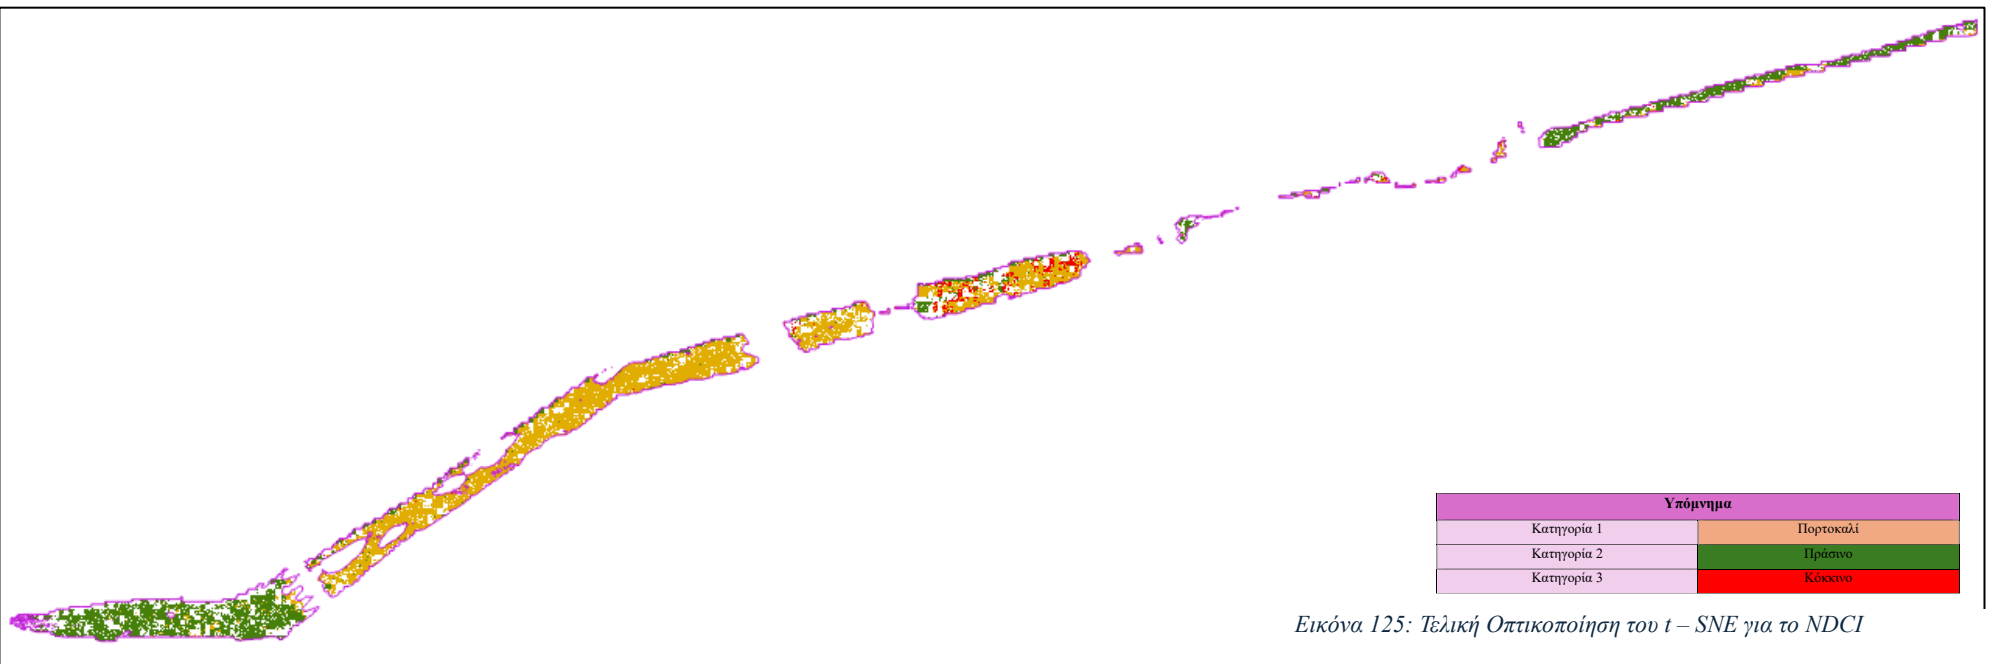 Υπόμνημα
Κατηγορία 1 Πορτοκαλί
Κατηγορία 2 Πράσινο
Κατηγορία 3 Κόκκινο
Εικόνα 125: Τελική Οπτικοποίηση του t – SNE για το NDCI